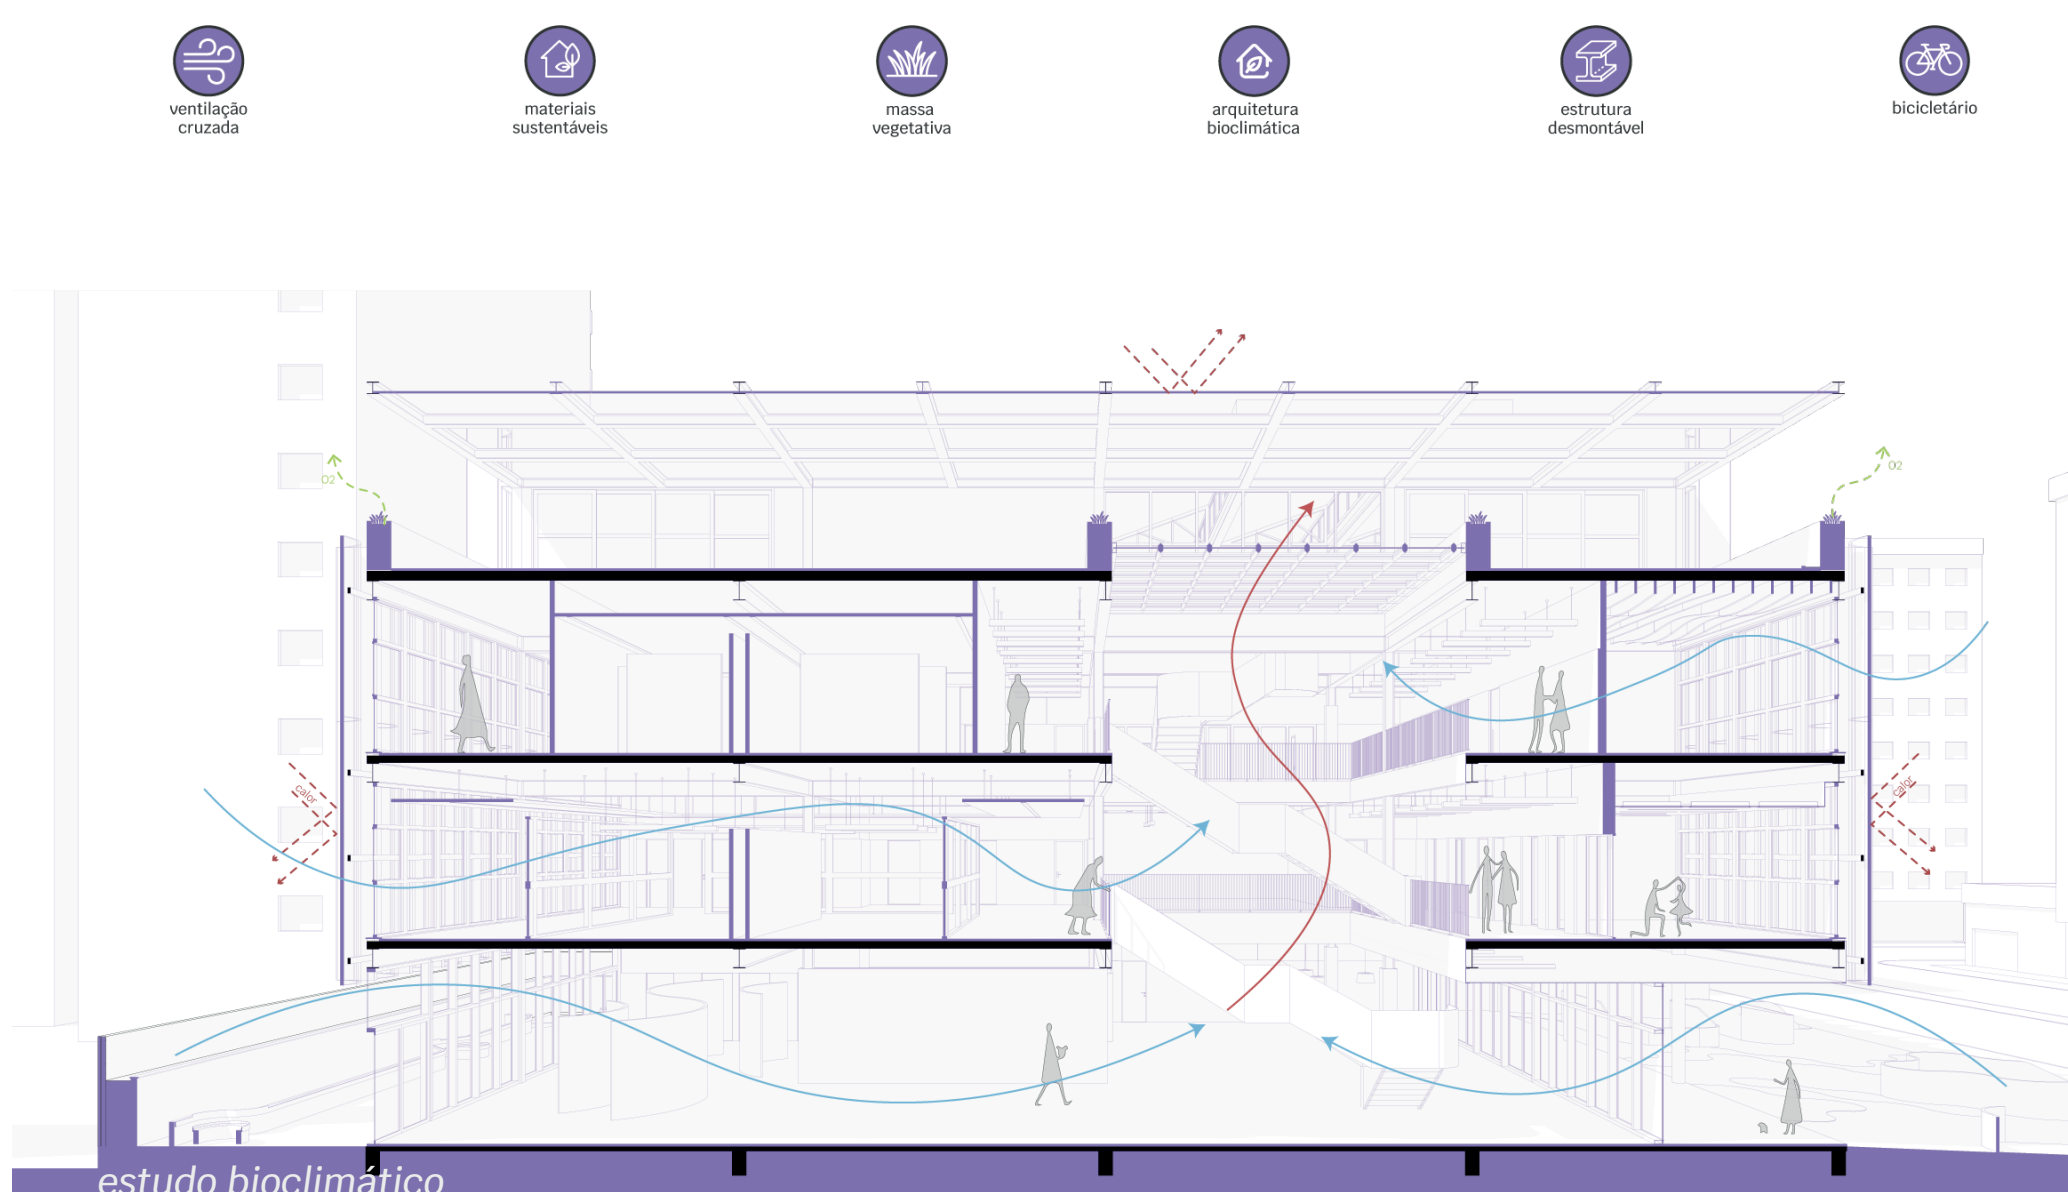 ventilação
cruzada
materiais
sustentáveis
massa
vegetativa
arquitetura
bioclimática
estrutura
desmontável
bicicletário
O2
O2
calor
calor
estudo bioclimático